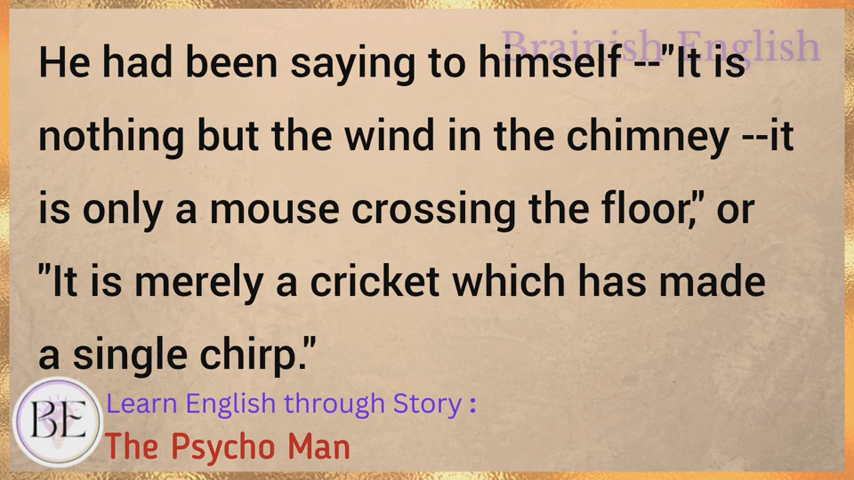 Brainish English
He had been saying to himself --"It is
nothing but the wind in the chimney --it
is only a mouse crossing the floor," or
"It is merely a cricket which has made
a single chirp."
BE
Learn English through Story :
The Psycho Man